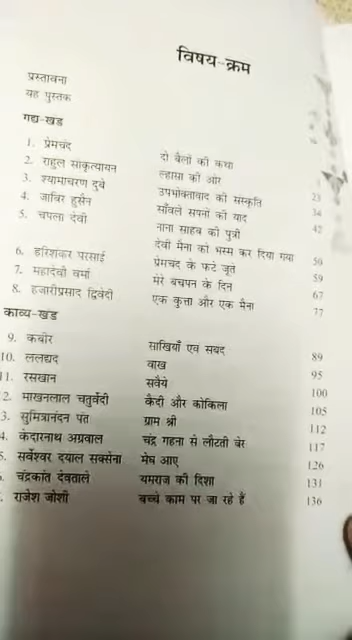 विषय-क्रम
प्रस्तावना
यह पुस्तक
गद्य-खंड
1. प्रेमचंद दो बैलों की कथा
2. राहुल सांकृत्यायन ल्हासा की ओर 23
3. श्यामाचरण दुबे उपभोक्तावाद की संस्कृति 34
4. जाबिर हुसैन साँवले सपनों की याद 42
5. चपला देवी नाना साहब की पुत्री
देवी मैना को भस्म कर दिया गया 50
6. हरिशंकर परसाई प्रेमचंद के फटे जूते 59
7. महादेवी वर्मा मेरे बचपन के दिन 67
8. हजारीप्रसाद द्विवेदी एक कुत्ता और एक मैना 77
काव्य-खंड
9. कबीर साखियाँ एवं सबद 89
10. ललद्यद वाख 95
11. रसखान सवैये 100
2. माखनलाल चतुर्वेदी कैदी और कोकिला 105
3. सुमित्रानंदन पंत ग्राम श्री 112
4. केदारनाथ अग्रवाल चंद्र गहना से लौटती बेर 117
5. सर्वेश्वर दयाल सक्सेना मेघ आए 126
चंद्रकांत देवताले यमराज की दिशा 131
राजेश जोशी बच्चे काम पर जा रहे हैं 136